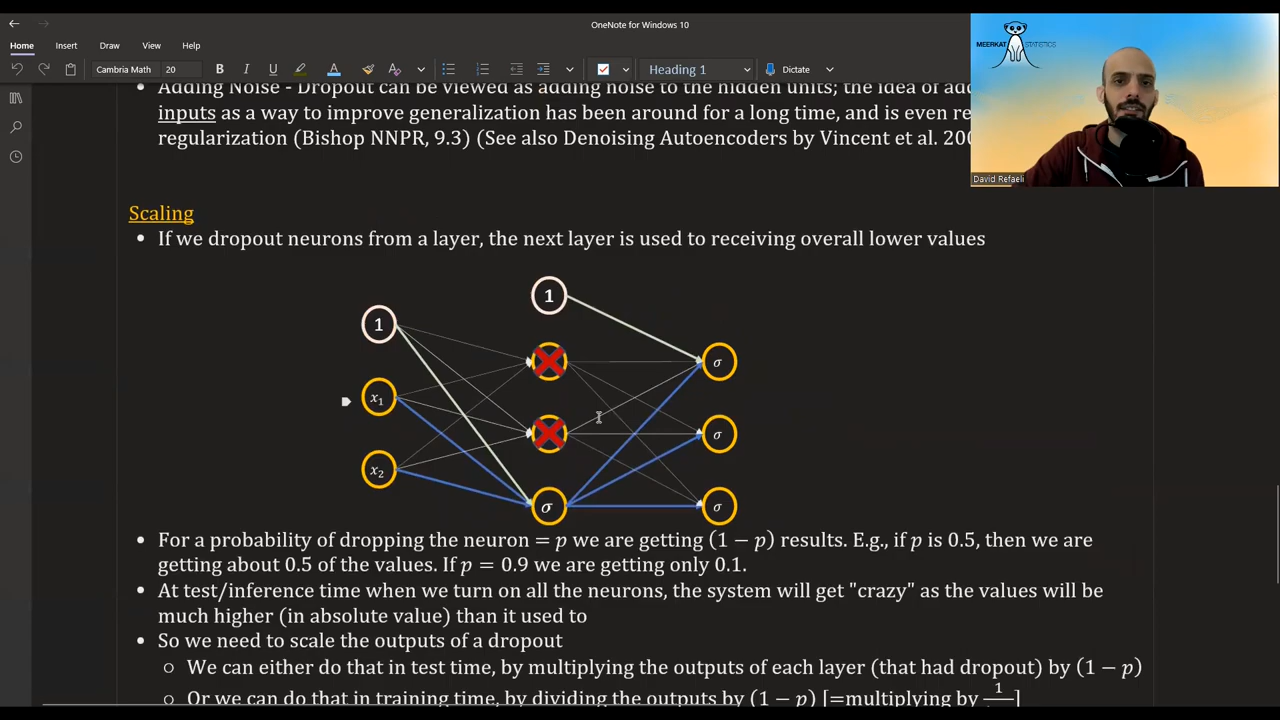 OneNote for Windows 10
Home Insert Draw View Help
Cambria Math 20 B I U A A Heading 1 Dictate
MEERKAT STATISTICS
David Refaeli
• Adding Noise - Dropout can be viewed as adding noise to the hidden units; the idea of
inputs as a way to improve generalization has been around for a long time, and is even
regularization (Bishop NNPR, 9.3) (See also Denoising Autoencoders by Vincent et al.
Scaling
• If we dropout neurons from a layer, the next layer is used to receiving overall lower values
1
1
σ
x₁
σ
x₂
σ
σ
• For a probability of dropping the neuron = p we are getting (1 − p) results. E.g., if p is 0.5, then we are
getting about 0.5 of the values. If p = 0.9 we are getting only 0.1.
• At test/inference time when we turn on all the neurons, the system will get "crazy" as the values will be
much higher (in absolute value) than it used to
• So we need to scale the outputs of a dropout
○ We can either do that in test time, by multiplying the outputs of each layer (that had dropout) by (1 − p)
○ Or we can do that in training time, by dividing the outputs by (1 − p) [=multiplying by 1]